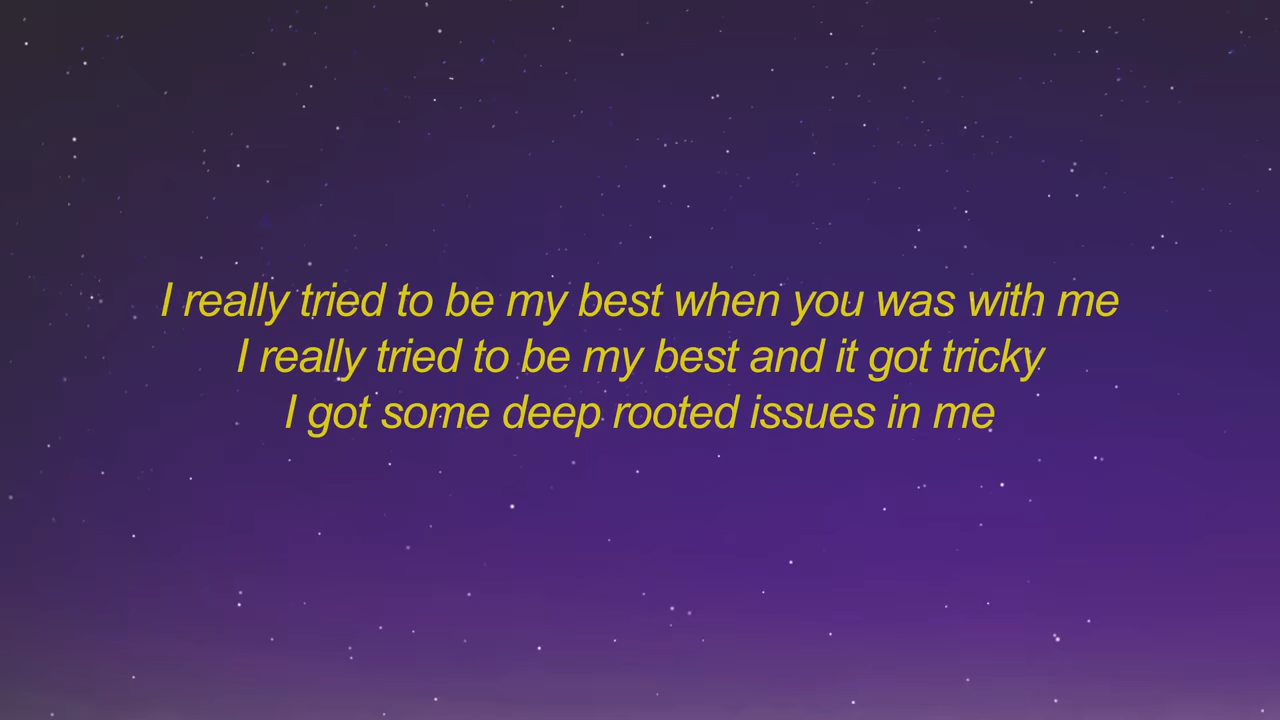 I really tried to be my best when you was with me
I really tried to be my best and it got tricky
I got some deep rooted issues in me